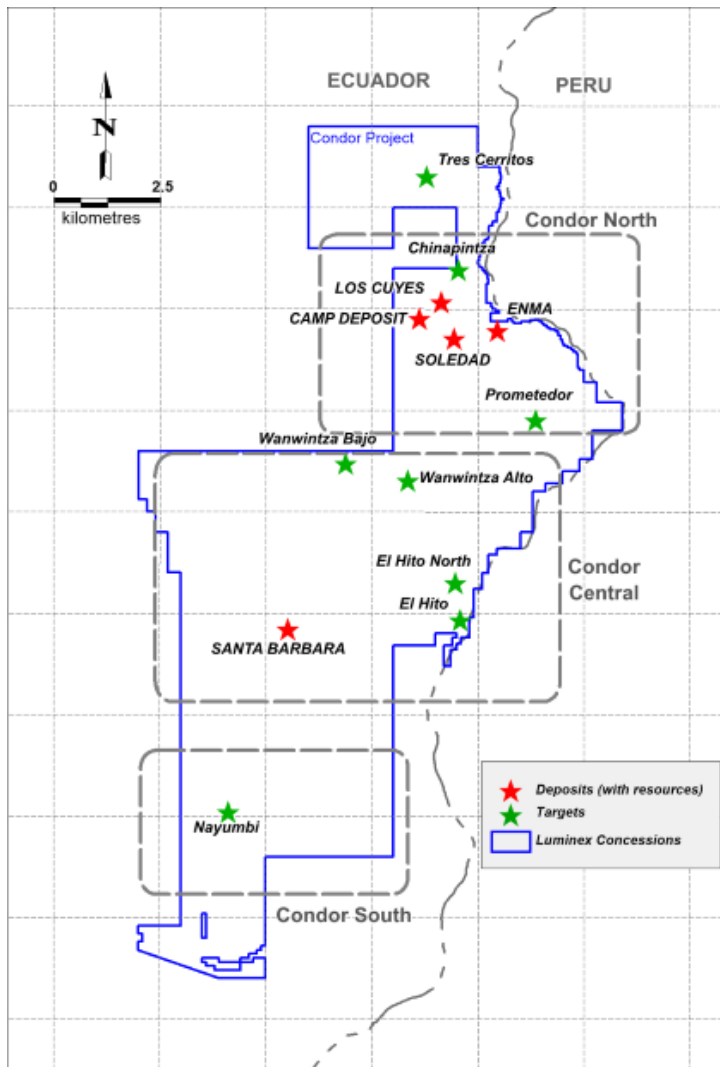 ECUADOR
PERU
Condor Project
N
Tres Cerritos
0
2.5
kilometres
Condor North
Chinapintza
LOS CUYES
ENMA
CAMP DEPOSIT
SOLEDAD
Prometedor
Wanwintza Bajo
Wanwintza Alto
El Hito North
Condor
Central
El Hito
SANTA BARBARA
Deposits (with resources)
Targets
Luminex Concessions
Nayumbi
Condor South